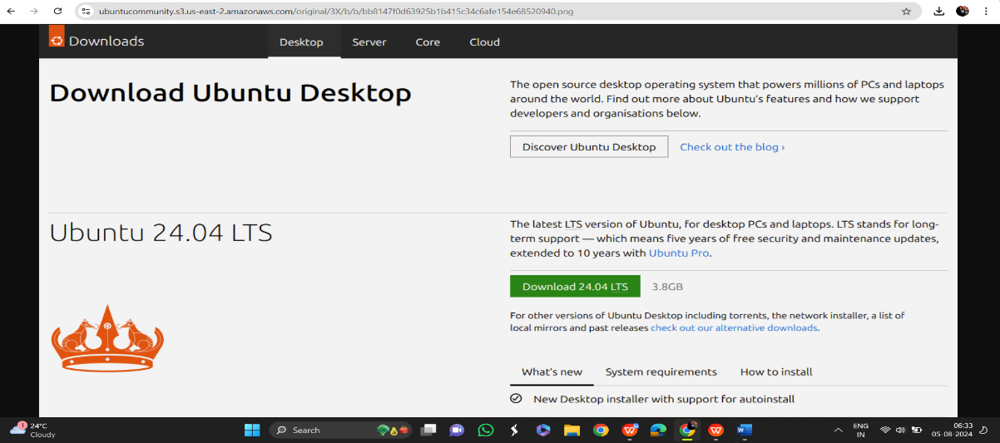 ubuntucommunity.s3.us-east-2.amazonaws.com/original/3X/b/b/bb8147f0d63925b1b415c34c6afe154e68520940.png
Downloads
Desktop
Server
Core
Cloud
Download Ubuntu Desktop
The open source desktop operating system that powers millions of PCs and laptops
around the world. Find out more about Ubuntu's features and how we support
developers and organisations below.
Discover Ubuntu Desktop
Check out the blog ›
Ubuntu 24.04 LTS
The latest LTS version of Ubuntu, for desktop PCs and laptops. LTS stands for long-
term support — which means five years of free security and maintenance updates,
extended to 10 years with Ubuntu Pro.
Download 24.04 LTS
3.8GB
For other versions of Ubuntu Desktop including torrents, the network installer, a list of
local mirrors and past releases check out our alternative downloads.
What's new
System requirements
How to install
New Desktop installer with support for autoinstall
1
24°C
Cloudy
Search
ENG
IN
06:33
05-08-2024